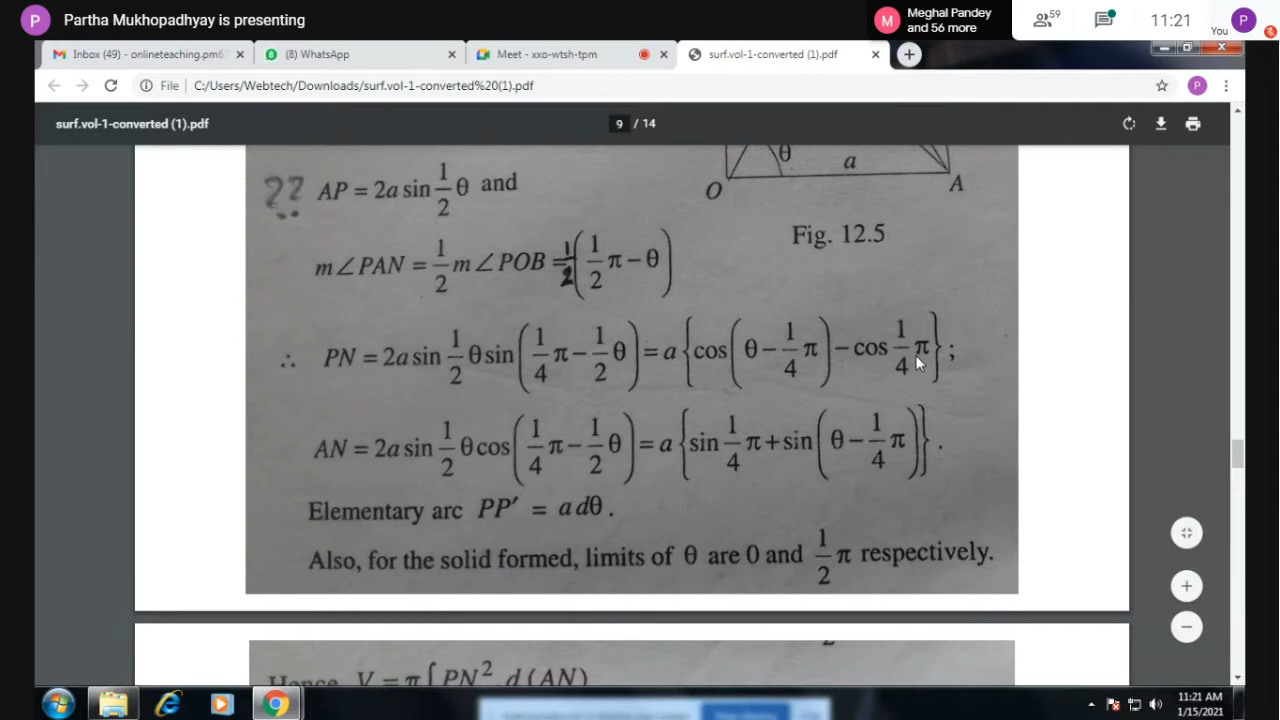 Partha Mukhopadhyay is presenting
Meghal Pandey
and 56 more
59
11:21
You
Inbox (49) - onlineteaching.pm6
(8) WhatsApp
Meet - xxo-wtsh-tpm
surf.vol-1-converted (1).pdf
File C:/Users/Webtech/Downloads/surf.vol-1-converted%20(1).pdf
surf.vol-1-converted (1).pdf
9 / 14
θ
a
O
A
?? AP = 2a sin 1/2 θ and
Fig. 12.5
m∠PAN = 1/2 m∠POB = 1/2 (1/2 π − θ)
∴ PN = 2a sin 1/2 θ sin (1/4 π − 1/2 θ) = a {cos (θ − 1/4 π) − cos 1/4 π} ;
AN = 2a sin 1/2 θ cos (1/4 π − 1/2 θ) = a {sin 1/4 π + sin (θ − 1/4 π)} .
Elementary arc PP′ = a dθ .
Also, for the solid formed, limits of θ are 0 and 1/2 π respectively.
Hence V = π ∫ PN² d(AN)
11:21 AM
1/15/2021